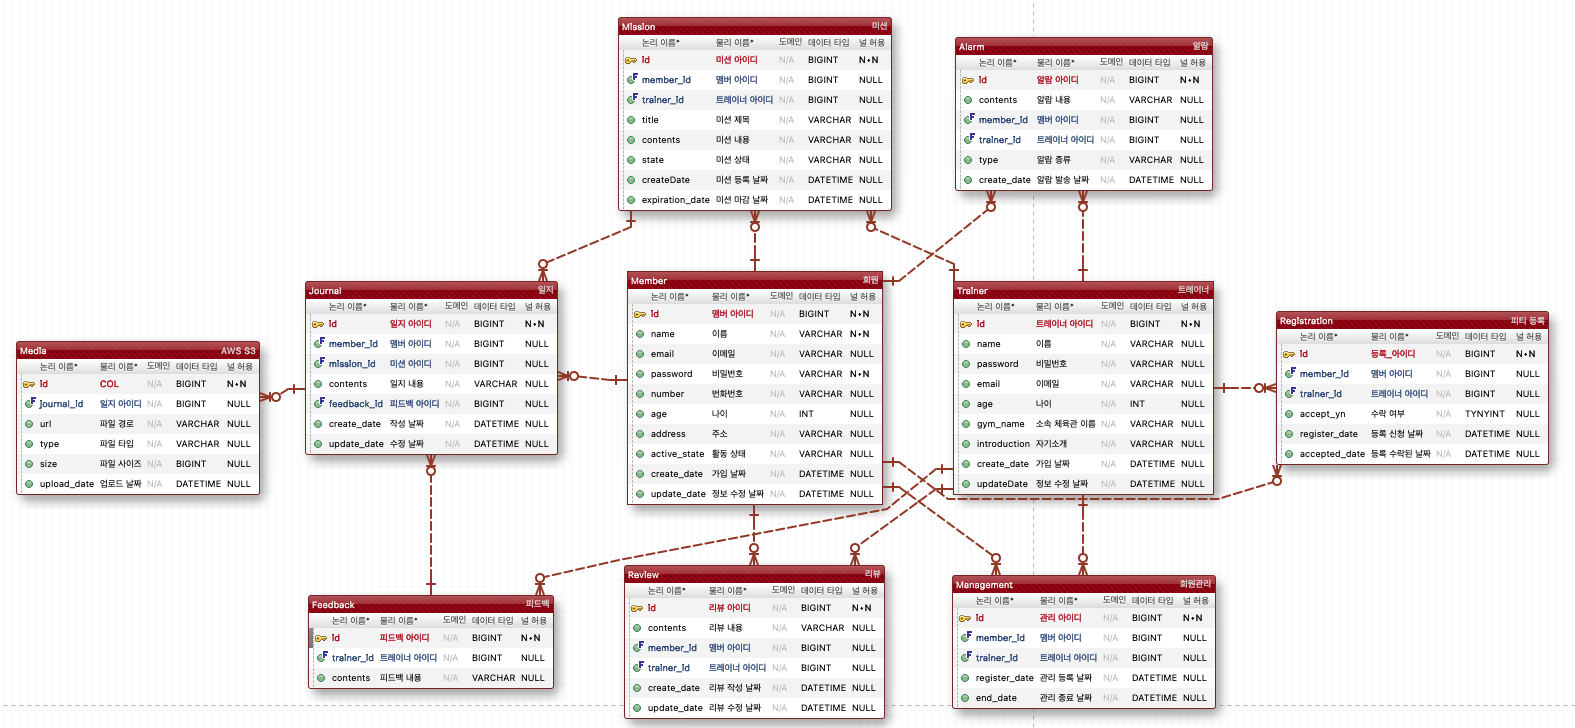 Mission 미션
논리 이름* 물리 이름* 도메인 데이터 타입 널 허용
id 미션 아이디 N/A BIGINT N•N
member_id 멤버 아이디 N/A BIGINT NULL
trainer_id 트레이너 아이디 N/A BIGINT NULL
title 미션 제목 N/A VARCHAR NULL
contents 미션 내용 N/A VARCHAR NULL
state 미션 상태 N/A VARCHAR NULL
createDate 미션 등록 날짜 N/A DATETIME NULL
expiration_date 미션 마감 날짜 N/A DATETIME NULL
Alarm 알람
논리 이름* 물리 이름* 도메인 데이터 타입 널 허용
id 알람 아이디 N/A BIGINT N•N
contents 알람 내용 N/A VARCHAR NULL
member_id 멤버 아이디 N/A BIGINT NULL
trainer_id 트레이너 아이디 N/A BIGINT NULL
type 알람 종류 N/A VARCHAR NULL
create_date 알람 발송 날짜 N/A DATETIME NULL
Journal 일지
논리 이름* 물리 이름* 도메인 데이터 타입 널 허용
id 일지 아이디 N/A BIGINT N•N
member_id 멤버 아이디 N/A BIGINT NULL
mission_id 미션 아이디 N/A BIGINT NULL
contents 일지 내용 N/A VARCHAR NULL
feedback_id 피드백 아이디 N/A BIGINT NULL
create_date 작성 날짜 N/A DATETIME NULL
update_date 수정 날짜 N/A DATETIME NULL
Member 회원
논리 이름* 물리 이름* 도메인 데이터 타입 널 허용
id 멤버 아이디 N/A BIGINT N•N
name 이름 N/A VARCHAR N•N
email 이메일 N/A VARCHAR NULL
password 비밀번호 N/A VARCHAR N•N
number 번화번호 N/A BIGINT NULL
age 나이 N/A INT NULL
address 주소 N/A VARCHAR NULL
active_state 활동 상태 N/A VARCHAR NULL
create_date 가입 날짜 N/A DATETIME NULL
update_date 정보 수정 날짜 N/A DATETIME NULL
Trainer 트레이너
논리 이름* 물리 이름* 도메인 데이터 타입 널 허용
id 트레이너 아이디 N/A BIGINT N•N
name 이름 N/A VARCHAR NULL
password 비밀번호 N/A VARCHAR NULL
email 이메일 N/A VARCHAR NULL
age 나이 N/A INT NULL
gym_name 소속 체육관 이름 N/A VARCHAR NULL
introduction 자기소개 N/A VARCHAR NULL
create_date 가입 날짜 N/A DATETIME NULL
updateDate 정보 수정 날짜 N/A DATETIME NULL
Registration 피티 등록
논리 이름* 물리 이름* 도메인 데이터 타입 널 허용
id 등록_아이디 N/A BIGINT N•N
member_id 멤버 아이디 N/A BIGINT NULL
trainer_id 트레이너 아이디 N/A BIGINT NULL
accept_yn 수락 여부 N/A TYNYINT NULL
register_date 등록 신청 날짜 N/A DATETIME NULL
accepted_date 등록 수락된 날짜 N/A DATETIME NULL
Media AWS S3
논리 이름* 물리 이름* 도메인 데이터 타입 널 허용
id COL N/A BIGINT N•N
journal_id 일지 아이디 N/A BIGINT NULL
url 파일 경로 N/A VARCHAR NULL
type 파일 타입 N/A VARCHAR NULL
size 파일 사이즈 N/A BIGINT NULL
upload_date 업로드 날짜 N/A DATETIME NULL
Feedback 피드백
논리 이름* 물리 이름* 도메인 데이터 타입 널 허용
id 피드백 아이디 N/A BIGINT N•N
trainer_id 트레이너 아이디 N/A BIGINT NULL
contents 피드백 내용 N/A VARCHAR NULL
Review 리뷰
논리 이름* 물리 이름* 도메인 데이터 타입 널 허용
id 리뷰 아이디 N/A BIGINT N•N
contents 리뷰 내용 N/A VARCHAR NULL
member_id 멤버 아이디 N/A BIGINT NULL
trainer_id 트레이너 아이디 N/A BIGINT NULL
create_date 리뷰 작성 날짜 N/A DATETIME NULL
update_date 리뷰 수정 날짜 N/A DATETIME NULL
Management 회원관리
논리 이름* 물리 이름* 도메인 데이터 타입 널 허용
id 관리 아이디 N/A BIGINT N•N
member_id 멤버 아이디 N/A BIGINT NULL
trainer_id 트레이너 아이디 N/A BIGINT NULL
register_date 관리 등록 날짜 N/A DATETIME NULL
end_date 관리 종료 날짜 N/A DATETIME NULL